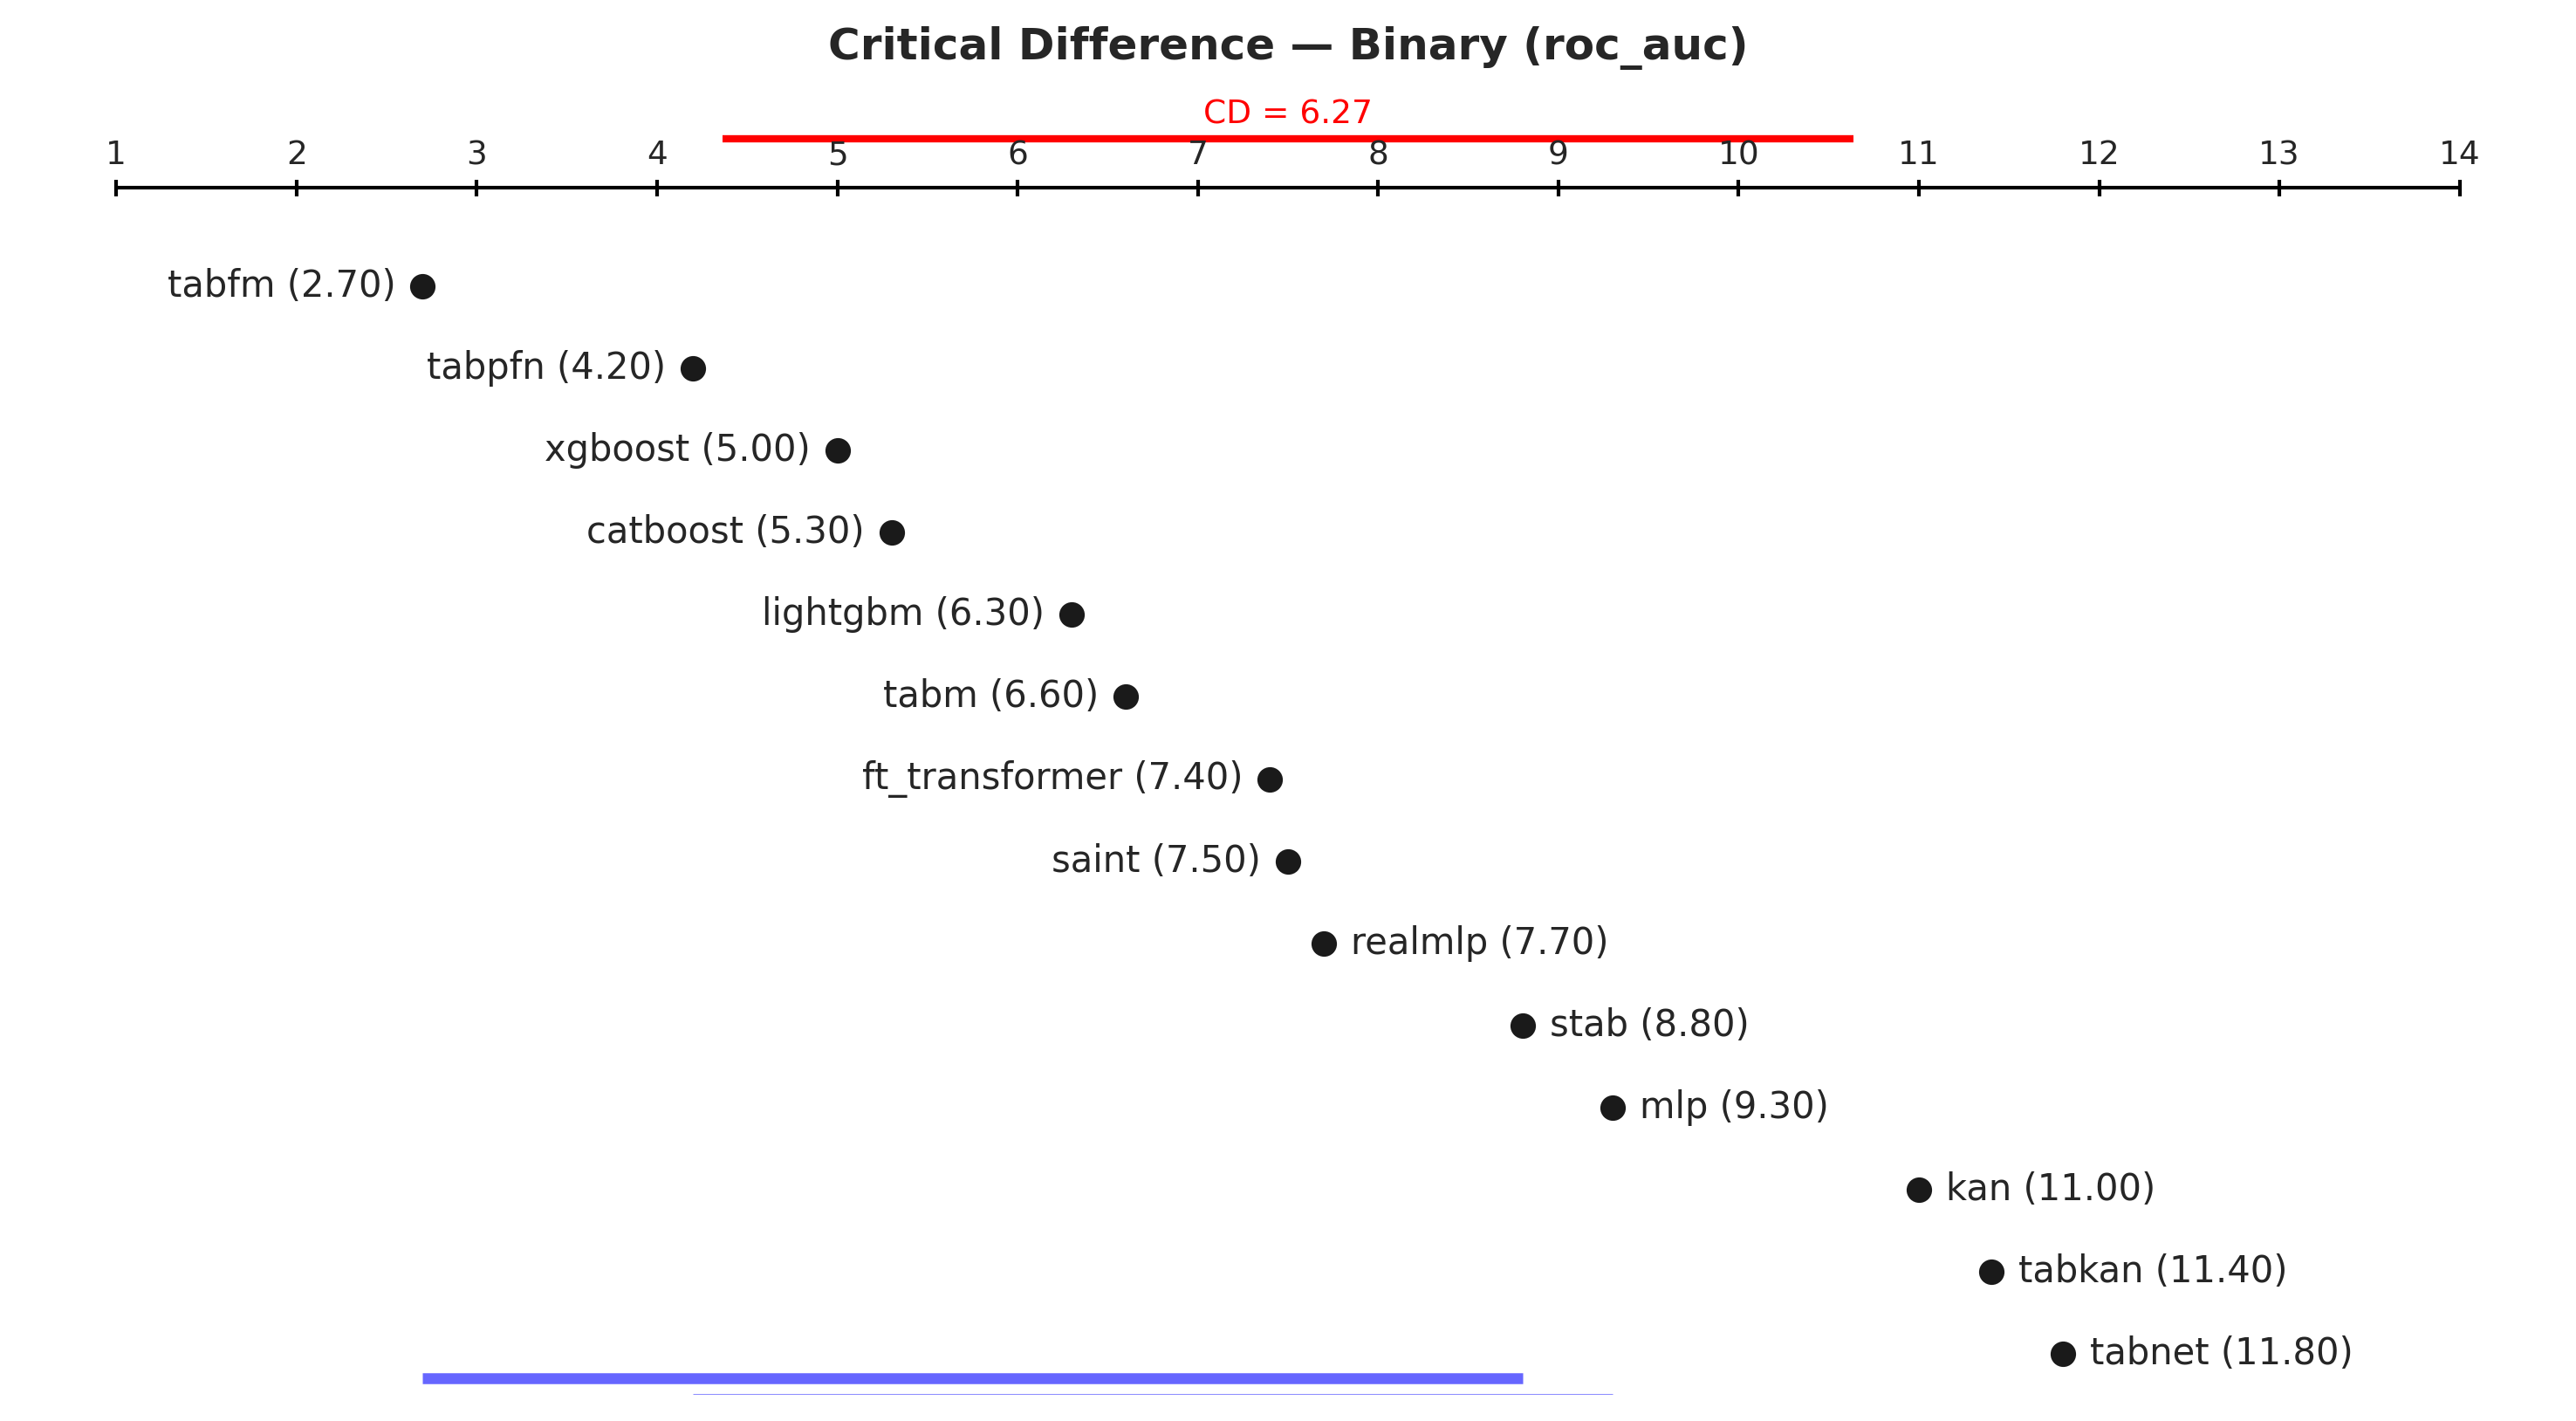 Critical Difference — Binary (roc_auc)
CD = 6.27
1 2 3 4 5 6 7 8 9 10 11 12 13 14
tabfm (2.70)
tabpfn (4.20)
xgboost (5.00)
catboost (5.30)
lightgbm (6.30)
tabm (6.60)
ft_transformer (7.40)
saint (7.50)
realmlp (7.70)
stab (8.80)
mlp (9.30)
kan (11.00)
tabkan (11.40)
tabnet (11.80)